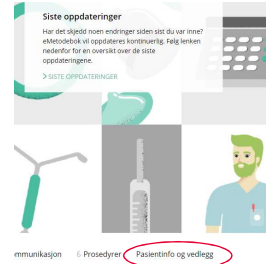 Siste oppdateringer
Har det skjedd noen endringer siden sist du var inne?
eMetodebok vil oppdateres kontinuerlig. Følg lenken
nedenfor for en oversikt over de siste
oppdateringene.
> SISTE OPPDATERINGER
ommunikasjon 6 Prosedyrer Pasientinfo og vedlegg